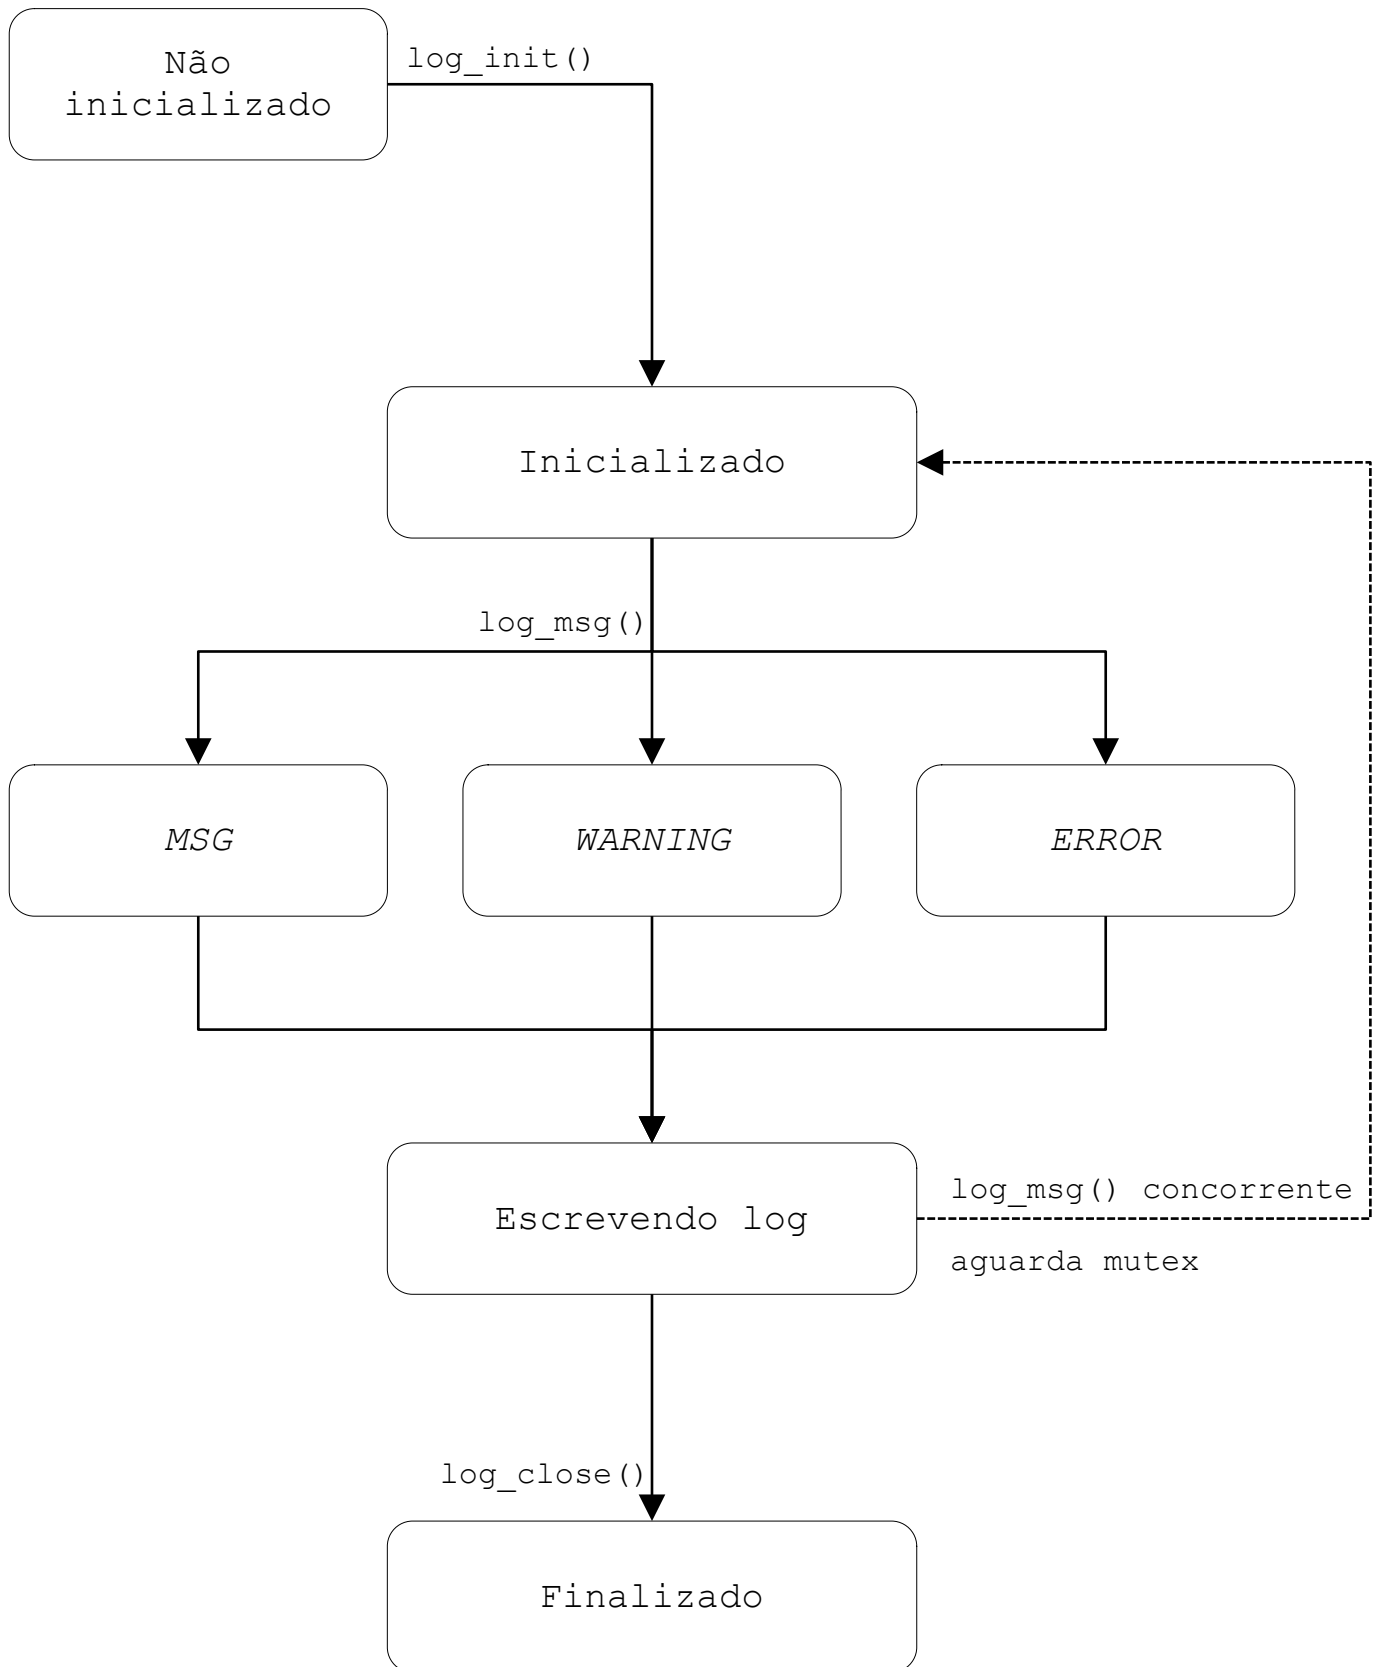 Não
inicializado
log_init()
Inicializado
log_msg()
MSG
WARNING
ERROR
Escrevendo log
log_msg() concorrente
aguarda mutex
log_close()
Finalizado